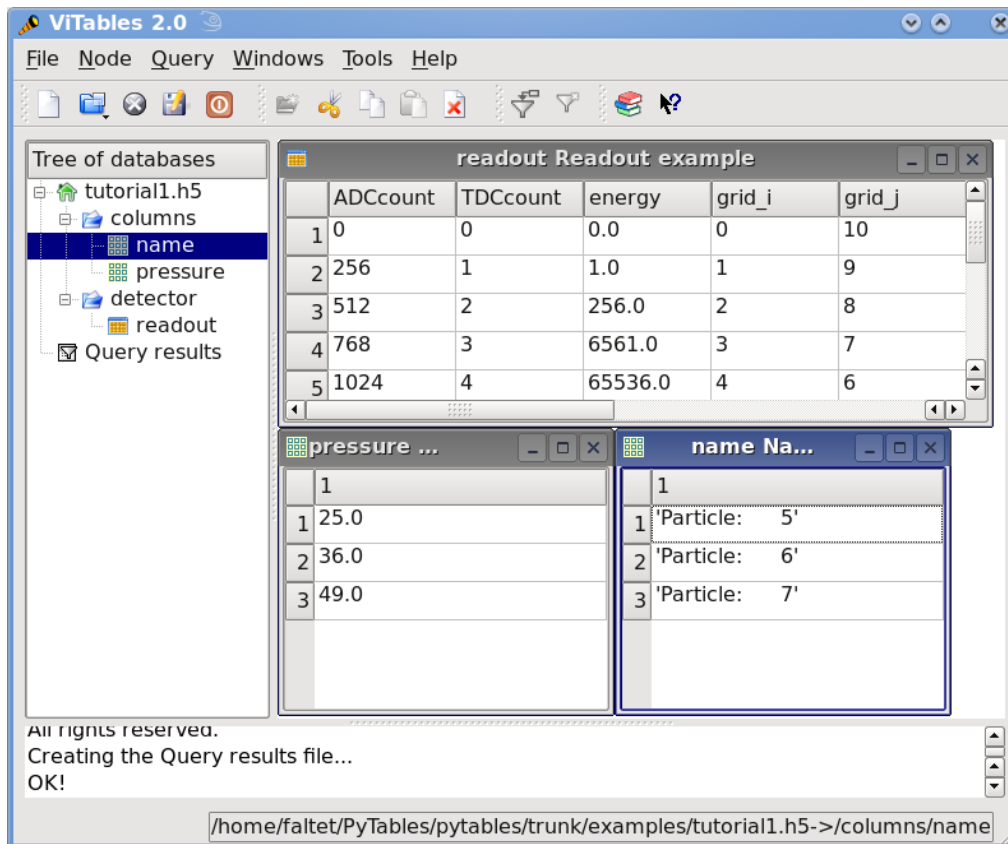 ViTables 2.0
File Node Query Windows Tools Help
Tree of databases
tutorial1.h5
columns
name
pressure
detector
readout
Query results
readout Readout example
ADCcount TDCcount energy grid_i grid_j
1 0 0 0.0 0 10
2 256 1 1.0 1 9
3 512 2 256.0 2 8
4 768 3 6561.0 3 7
5 1024 4 65536.0 4 6
pressure ...
1
1 25.0
2 36.0
3 49.0
name Na...
1
1 'Particle:      5'
2 'Particle:      6'
3 'Particle:      7'
All rights reserved.
Creating the Query results file...
OK!
/home/faltet/PyTables/pytables/trunk/examples/tutorial1.h5->/columns/name